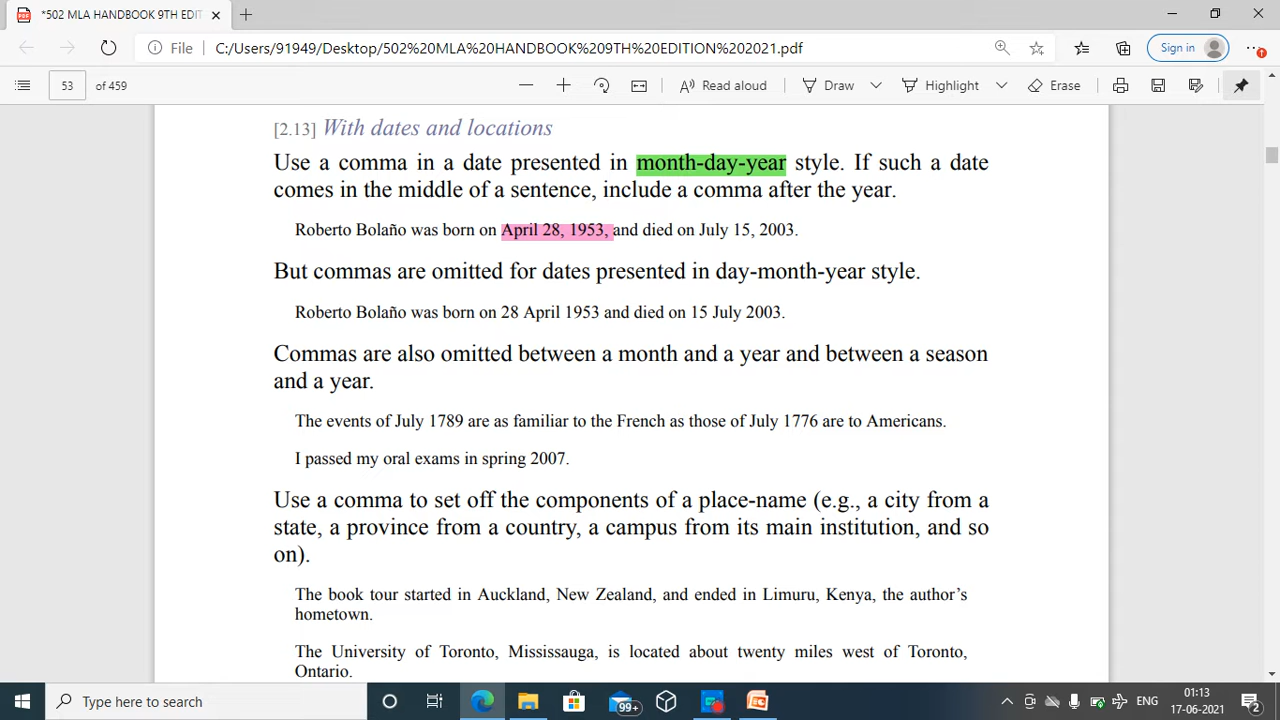 *502 MLA HANDBOOK 9TH EDIT
File C:/Users/91949/Desktop/502%20MLA%20HANDBOOK%209TH%20EDITION%202021.pdf
Sign in
53 of 459
Read aloud Draw Highlight Erase
[2.13] With dates and locations
Use a comma in a date presented in month-day-year style. If such a date
comes in the middle of a sentence, include a comma after the year.
Roberto Bolaño was born on April 28, 1953, and died on July 15, 2003.
But commas are omitted for dates presented in day-month-year style.
Roberto Bolaño was born on 28 April 1953 and died on 15 July 2003.
Commas are also omitted between a month and a year and between a season
and a year.
The events of July 1789 are as familiar to the French as those of July 1776 are to Americans.
I passed my oral exams in spring 2007.
Use a comma to set off the components of a place-name (e.g., a city from a
state, a province from a country, a campus from its main institution, and so
on).
The book tour started in Auckland, New Zealand, and ended in Limuru, Kenya, the author’s
hometown.
The University of Toronto, Mississauga, is located about twenty miles west of Toronto,
Ontario.
Type here to search
99+
ENG
01:13
17-06-2021
2